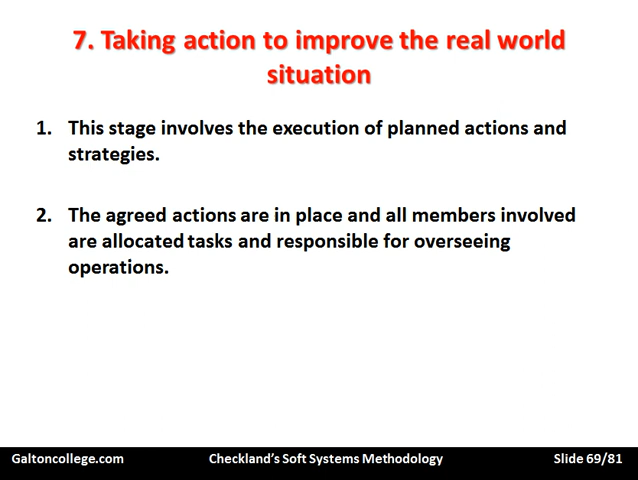 7. Taking action to improve the real world
situation
1. This stage involves the execution of planned actions and
strategies.
2. The agreed actions are in place and all members involved
are allocated tasks and responsible for overseeing
operations.
Galtoncollege.com Checkland's Soft Systems Methodology Slide 69/81